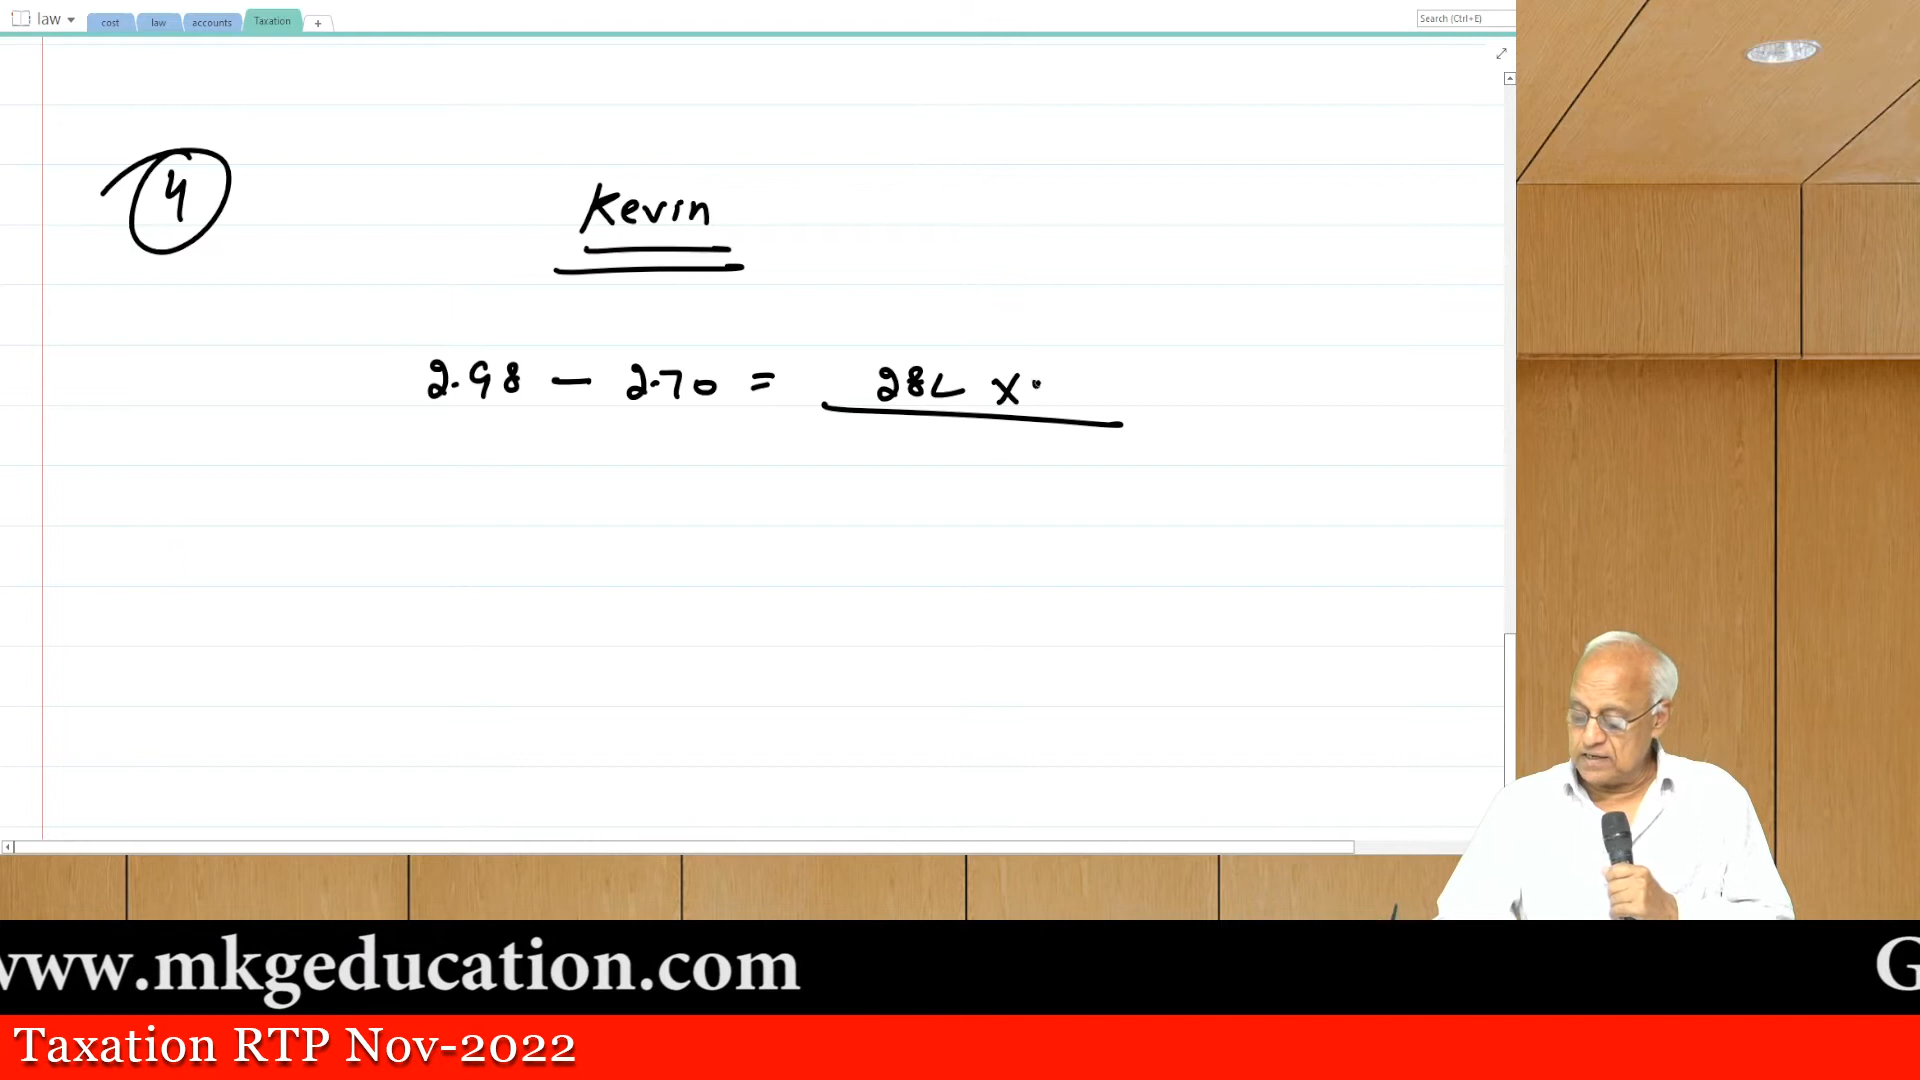 law
cost law accounts Taxation +
Search (Ctrl+E)
4
Kevin
2.98 — 2.70 = 28L X
www.mkgeducation.com G
Taxation RTP Nov-2022